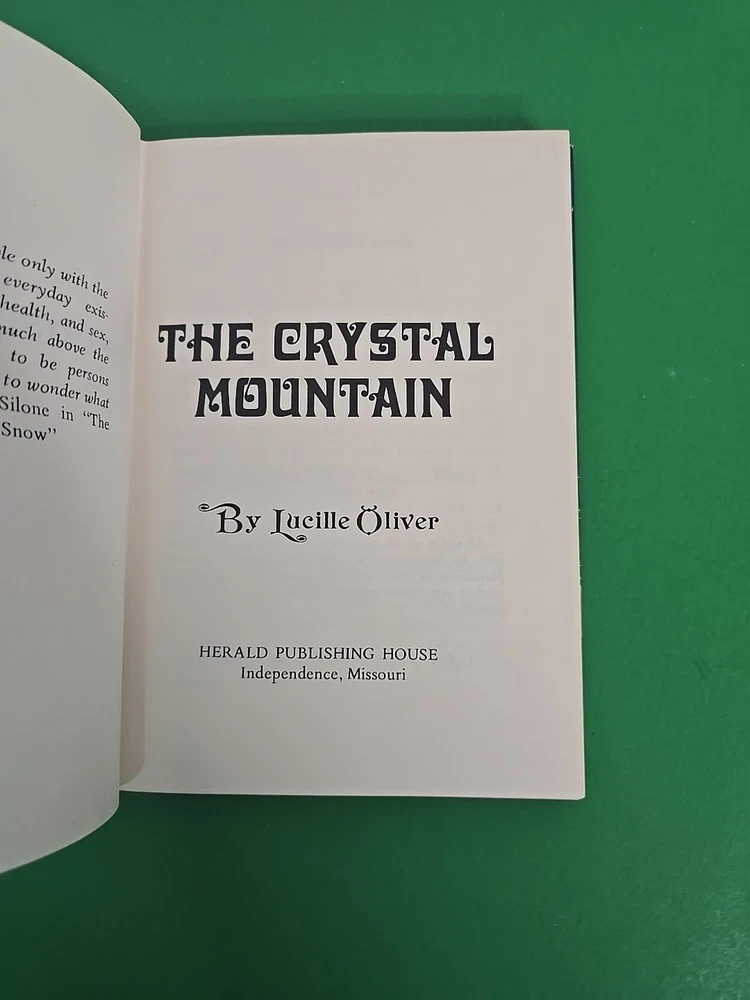 le only with the
everyday exis-
health, and sex,
much above the
to be persons
to wonder what
Silone in "The
Snow"
THE CRYSTAL
MOUNTAIN
By Lucille Oliver
HERALD PUBLISHING HOUSE
Independence, Missouri